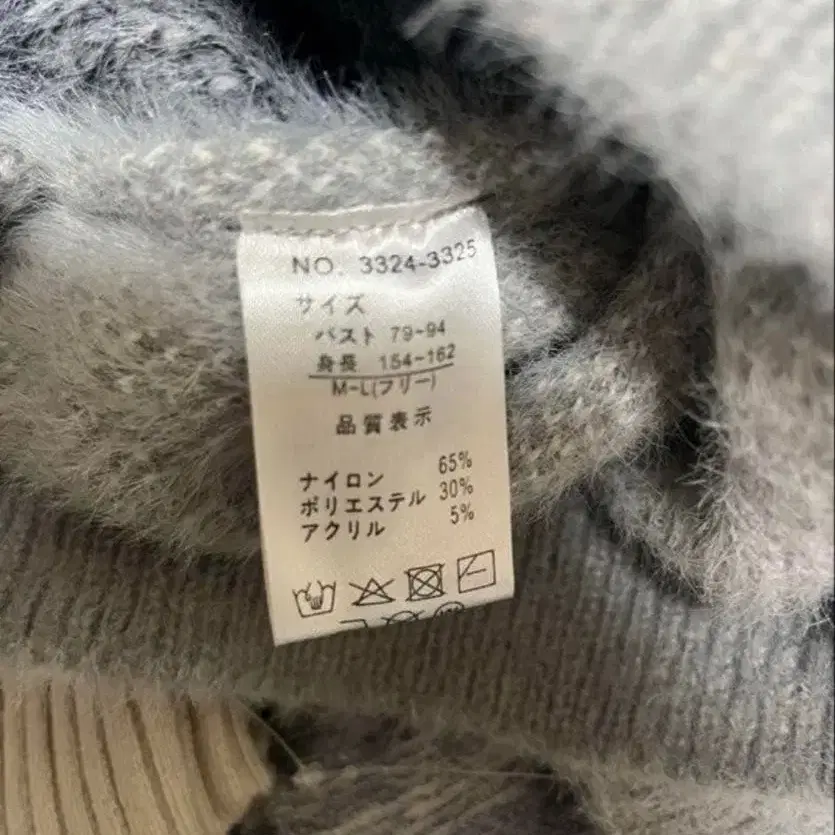 NO. 3324-3325
サイズ
バスト 79-94
身長 154-162
M-L(フリー)
品質表示
ナイロン 65%
ポリエステル 30%
アクリル 5%